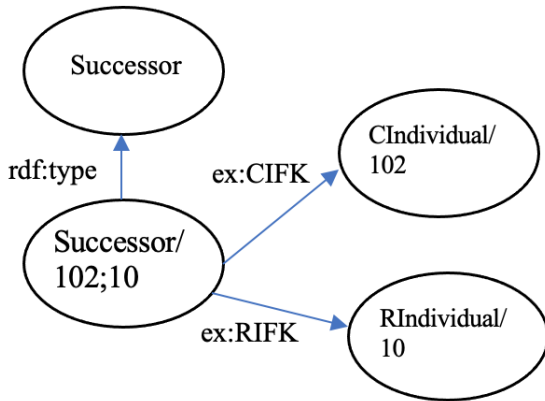 Successor
rdf:type
ex:CIFK
CIndividual/
102
Successor/
102;10
ex:RIFK
RIndividual/
10